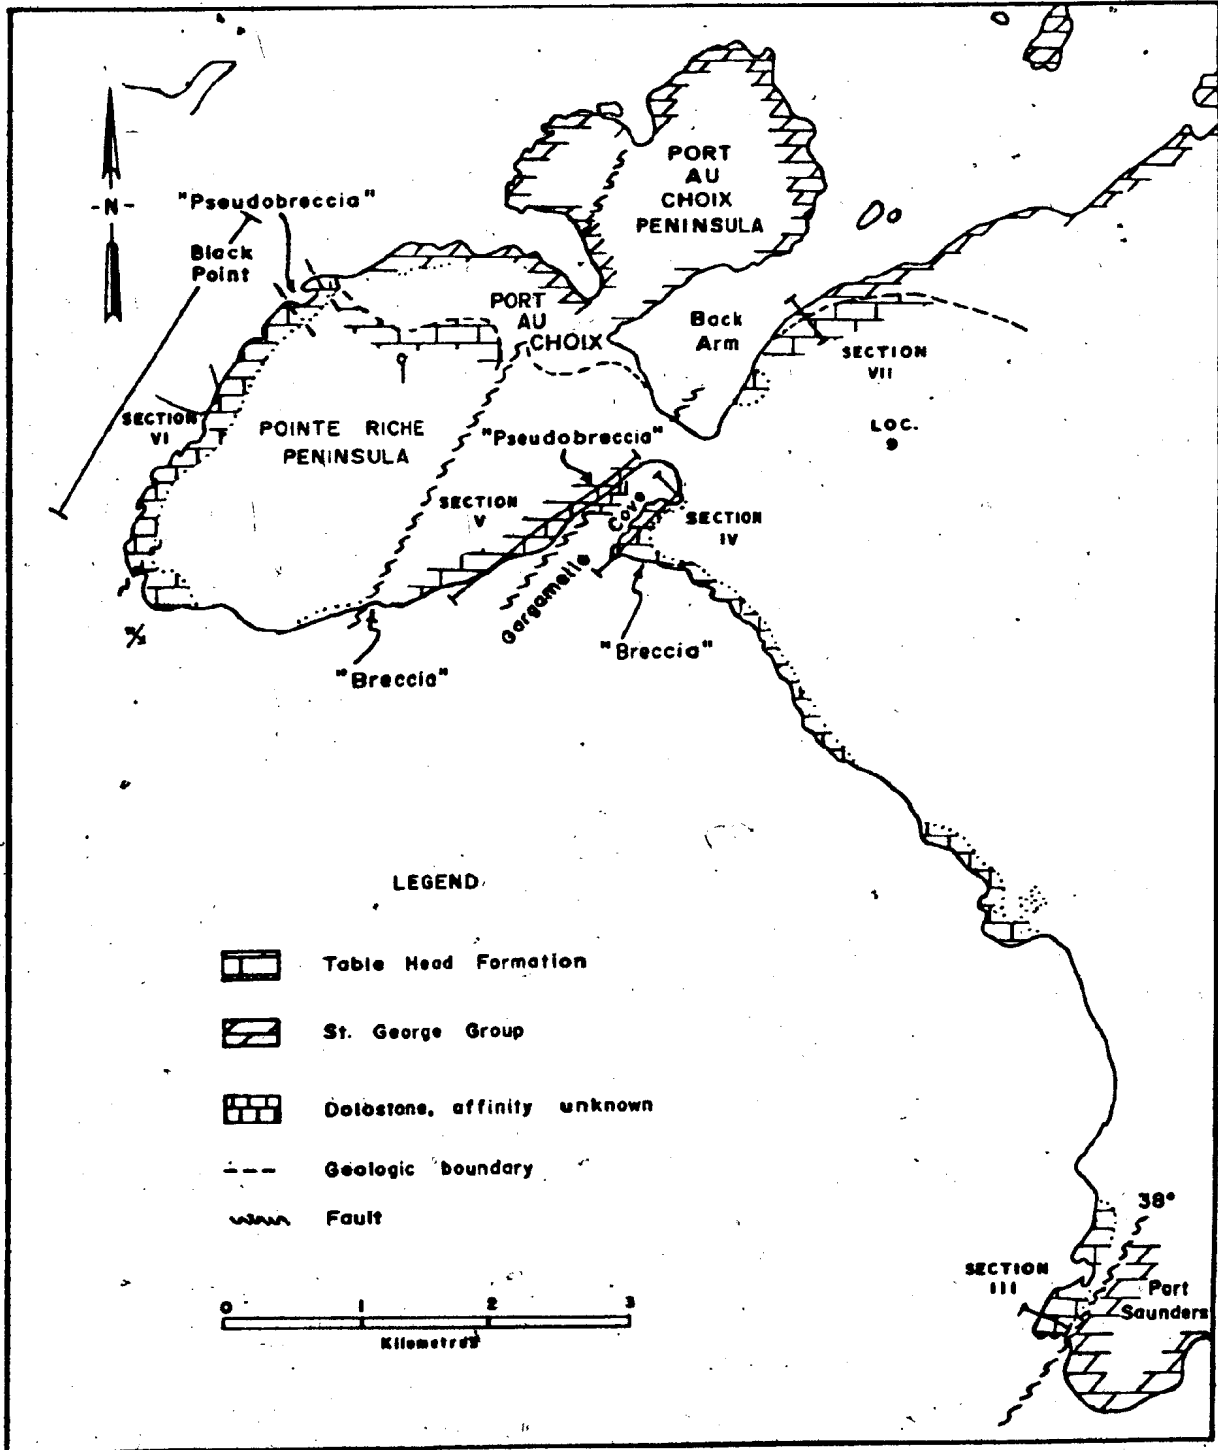 PORT
AU
CHOIX
PENINSULA
-N-
"Pseudobreccia"
Black
Point
PORT
AU
CHOIX
Back
Arm
SECTION
VII
SECTION
VI
POINTE RICHE
PENINSULA
"Pseudobreccia"
LOC.
9
SECTION
V
Gargamelle Cove
SECTION
IV
"Breccia"
"Breccia"
LEGEND
Table Head Formation
St. George Group
Dolostone, affinity unknown
Geologic boundary
Fault
0 1 2 3
Kilometres
38°
SECTION
III
Port
Saunders